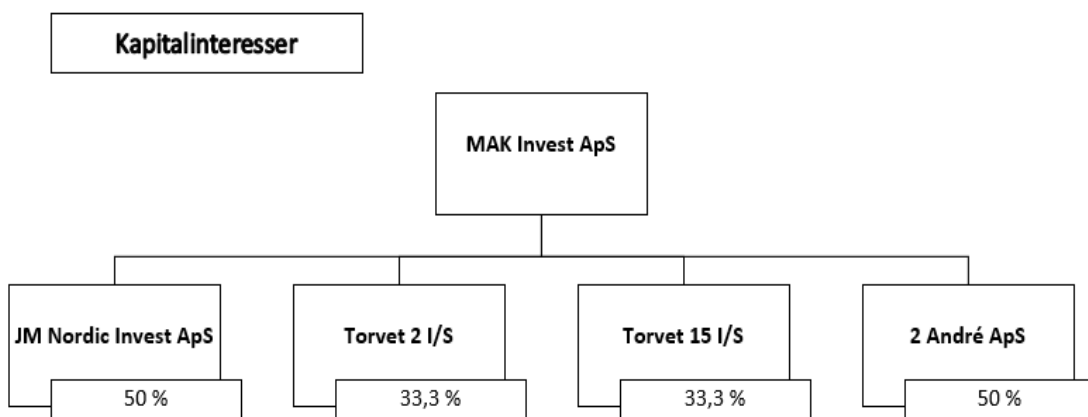 Kapitalinteresser
MAK Invest ApS
JM Nordic Invest ApS
Torvet 2 I/S
Torvet 15 I/S
2 André ApS
50 %
33,3 %
33,3 %
50 %